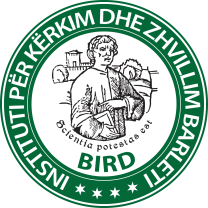 INSTITUTI PËR KËRKIM DHE ZHVILLIM BARLETI
Scientia potestas est
BIRD